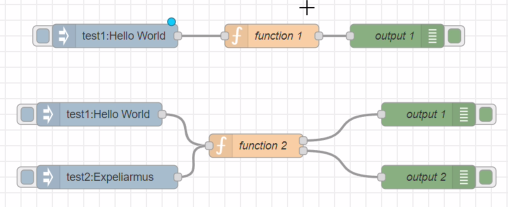 test1:Hello World function 1 output 1
test1:Hello World output 1
function 2
test2:Expeliarmus output 2